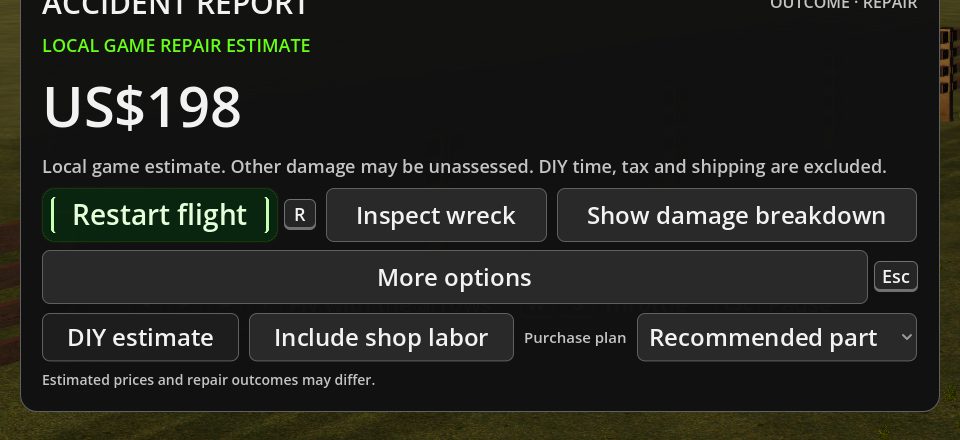 ACCIDENT REPORT
OUTCOME · REPAIR
LOCAL GAME REPAIR ESTIMATE
US$198
Local game estimate. Other damage may be unassessed. DIY time, tax and shipping are excluded.
Restart flight R Inspect wreck Show damage breakdown
More options Esc
DIY estimate Include shop labor Purchase plan Recommended part
Estimated prices and repair outcomes may differ.